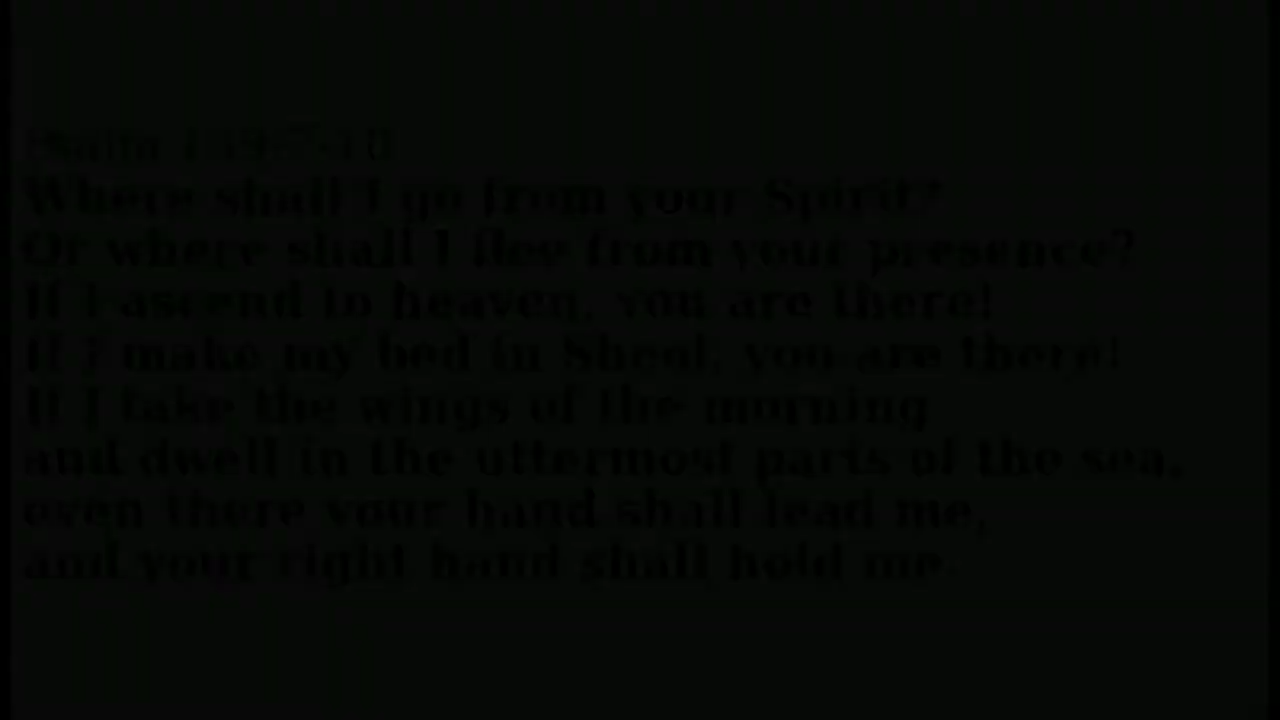 Psalm 139:7-10
Where shall I go from your Spirit?
Or where shall I flee from your presence?
If I ascend to heaven, you are there!
If I make my bed in Sheol, you are there!
If I take the wings of the morning
and dwell in the uttermost parts of the sea,
even there your hand shall lead me,
and your right hand shall hold me.